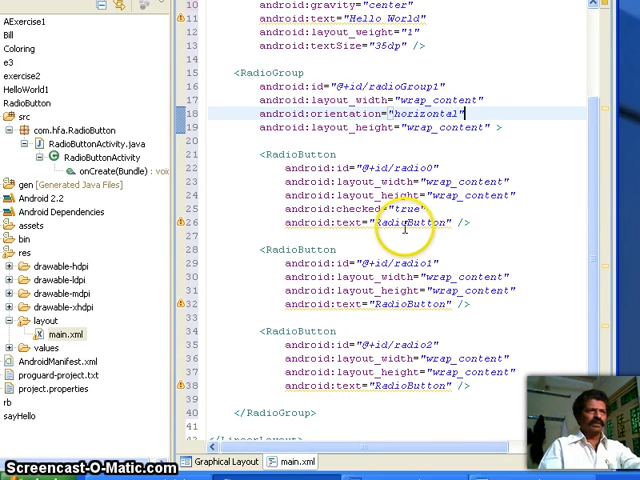 AExercise1
Bill
Coloring
e3
exercise2
HelloWorld1
RadioButton
src
com.hfa.RadioButton
RadioButtonActivity.java
RadioButtonActivity
onCreate(Bundle) : voi
gen [Generated Java Files]
Android 2.2
Android Dependencies
assets
bin
res
drawable-hdpi
drawable-ldpi
drawable-mdpi
drawable-xhdpi
layout
main.xml
values
AndroidManifest.xml
proguard-project.txt
project.properties
rb
sayHello
10 android:gravity="center"
11 android:text="Hello World"
12 android:layout_weight="1"
13 android:textSize="35dp" />
14
15 <RadioGroup
16 android:id="@+id/radioGroup1"
17 android:layout_width="wrap_content"
18 android:orientation="horizontal"
19 android:layout_height="wrap_content" >
20
21 <RadioButton
22 android:id="@+id/radio0"
23 android:layout_width="wrap_content"
24 android:layout_height="wrap_content"
25 android:checked="true"
26 android:text="RadioButton" />
27
28 <RadioButton
29 android:id="@+id/radio1"
30 android:layout_width="wrap_content"
31 android:layout_height="wrap_content"
32 android:text="RadioButton" />
33
34 <RadioButton
35 android:id="@+id/radio2"
36 android:layout_width="wrap_content"
37 android:layout_height="wrap_content"
38 android:text="RadioButton" />
39
40 </RadioGroup>
41
42 </LinearLayout>
Graphical Layout
main.xml
Screencast-O-Matic.com